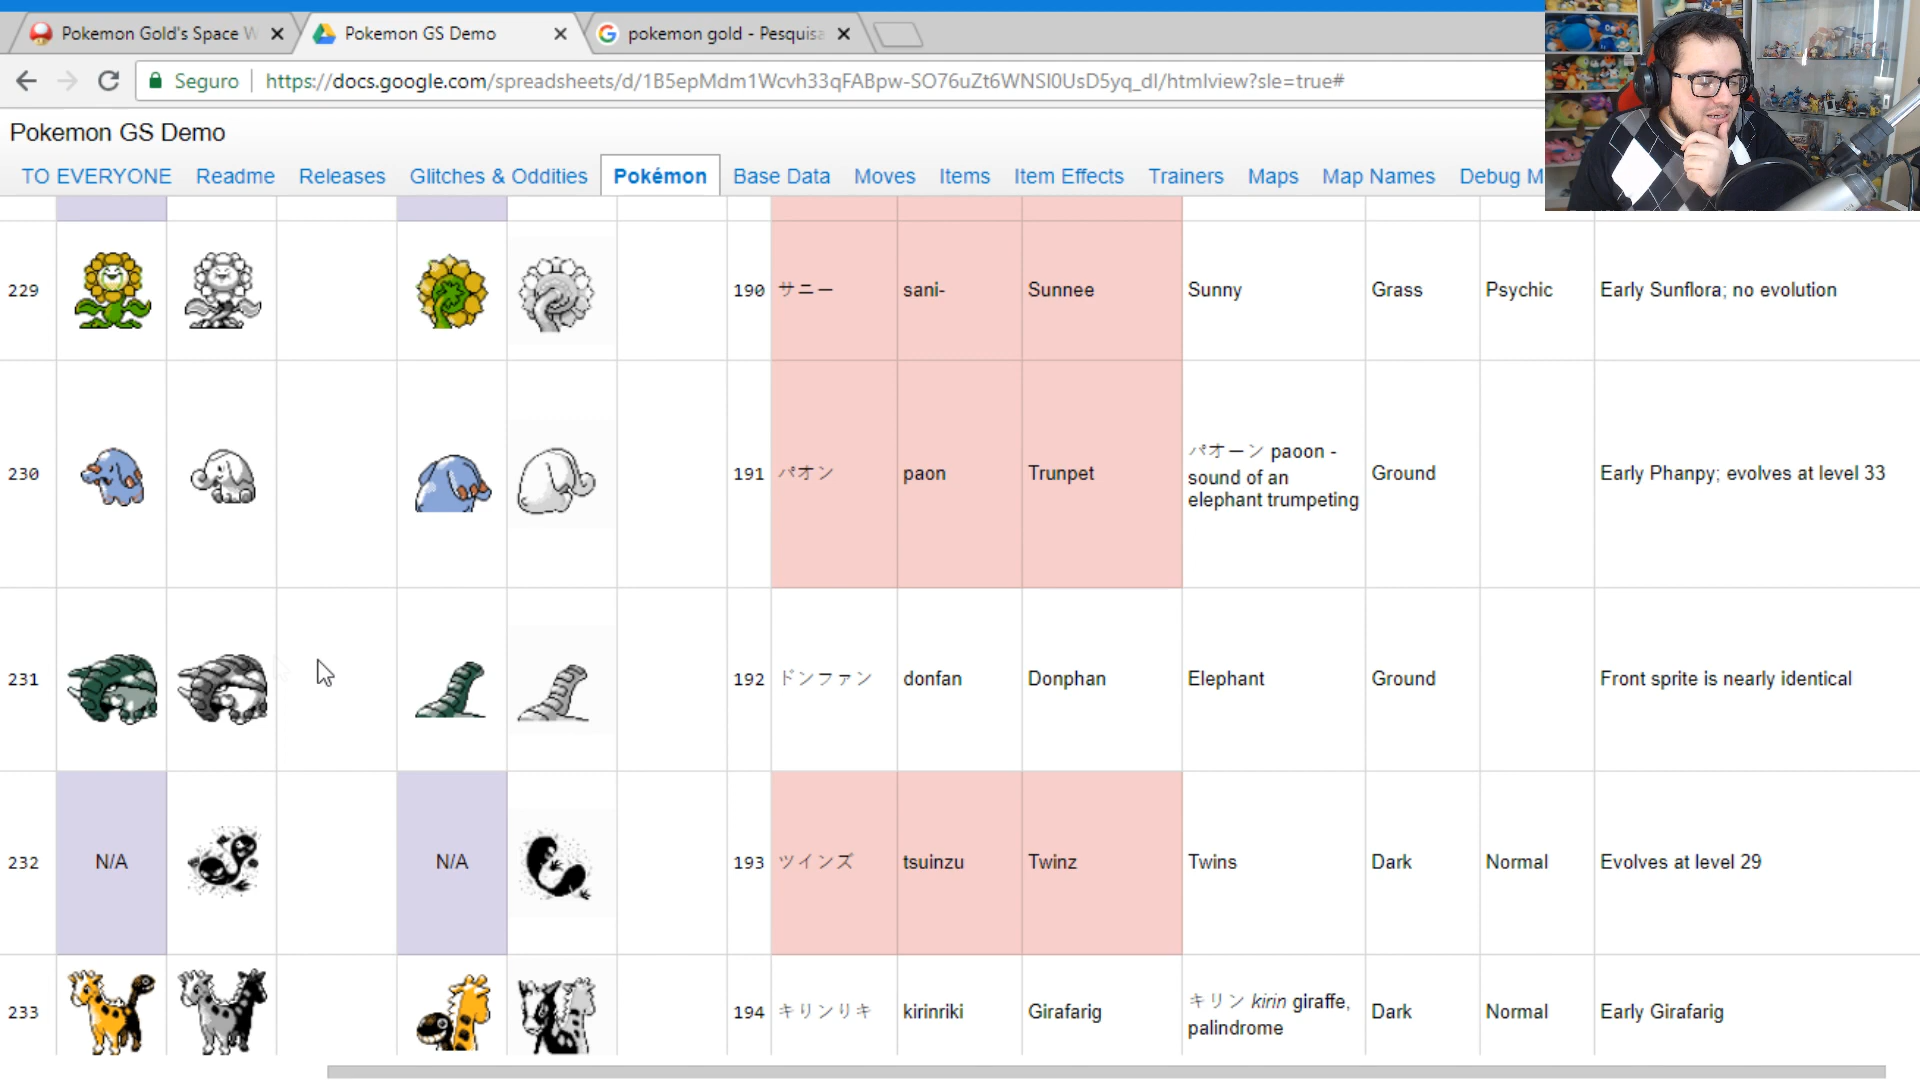 Pokemon Gold's Space W
Pokemon GS Demo
pokemon gold - Pesquisa
Seguro | https://docs.google.com/spreadsheets/d/1B5epMdm1Wcvh33qFABpw-SO76uZt6WNSl0UsD5yq_dI/htmlview?sle=true#
Pokemon GS Demo
TO EVERYONE Readme Releases Glitches & Oddities Pokémon Base Data Moves Items Item Effects Trainers Maps Map Names Debug M
229 190 サニー sani- Sunnee Sunny Grass Psychic Early Sunflora; no evolution
230 191 パオン paon Trunpet パオーン paoon - sound of an elephant trumpeting Ground Early Phanpy; evolves at level 33
231 192 ドンファン donfan Donphan Elephant Ground Front sprite is nearly identical
232 N/A N/A 193 ツインズ tsuinzu Twinz Twins Dark Normal Evolves at level 29
233 194 キリンリキ kirinriki Girafarig キリン kirin giraffe, palindrome Dark Normal Early Girafarig